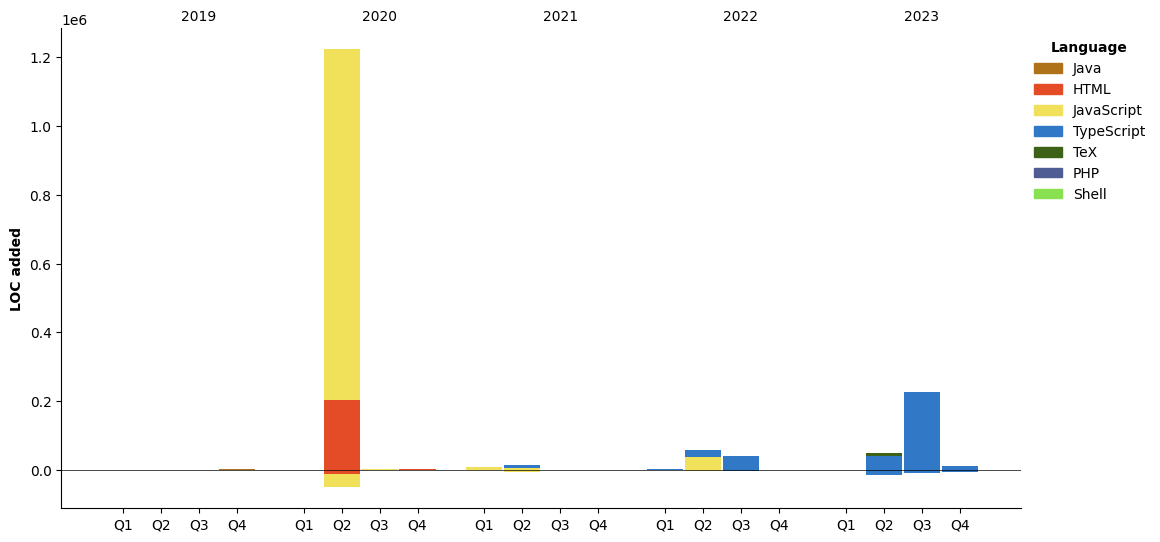 2019 2020 2021 2022 2023
1e6
Language
Java
HTML
JavaScript
TypeScript
TeX
PHP
Shell
LOC added
1.2
1.0
0.8
0.6
0.4
0.2
0.0
Q1 Q2 Q3 Q4 Q1 Q2 Q3 Q4 Q1 Q2 Q3 Q4 Q1 Q2 Q3 Q4 Q1 Q2 Q3 Q4